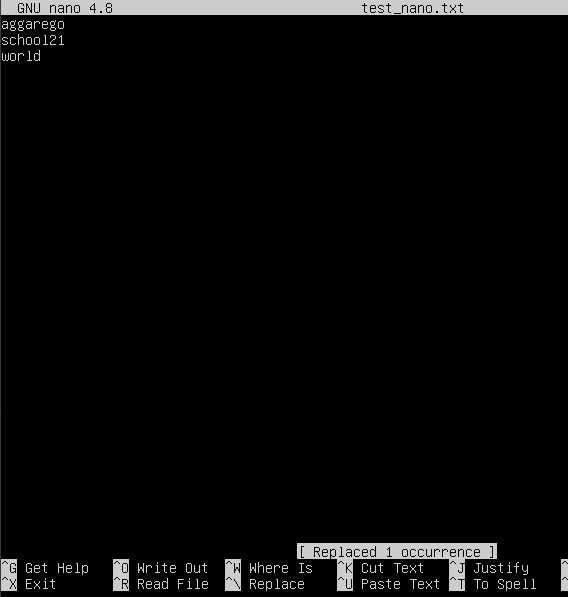 GNU nano 4.8 test_nano.txt
aggarego
school21
world
[ Replaced 1 occurrence ]
^G Get Help ^O Write Out ^W Where Is ^K Cut Text ^J Justify ^
^X Exit ^R Read File ^\ Replace ^U Paste Text ^T To Spell ^